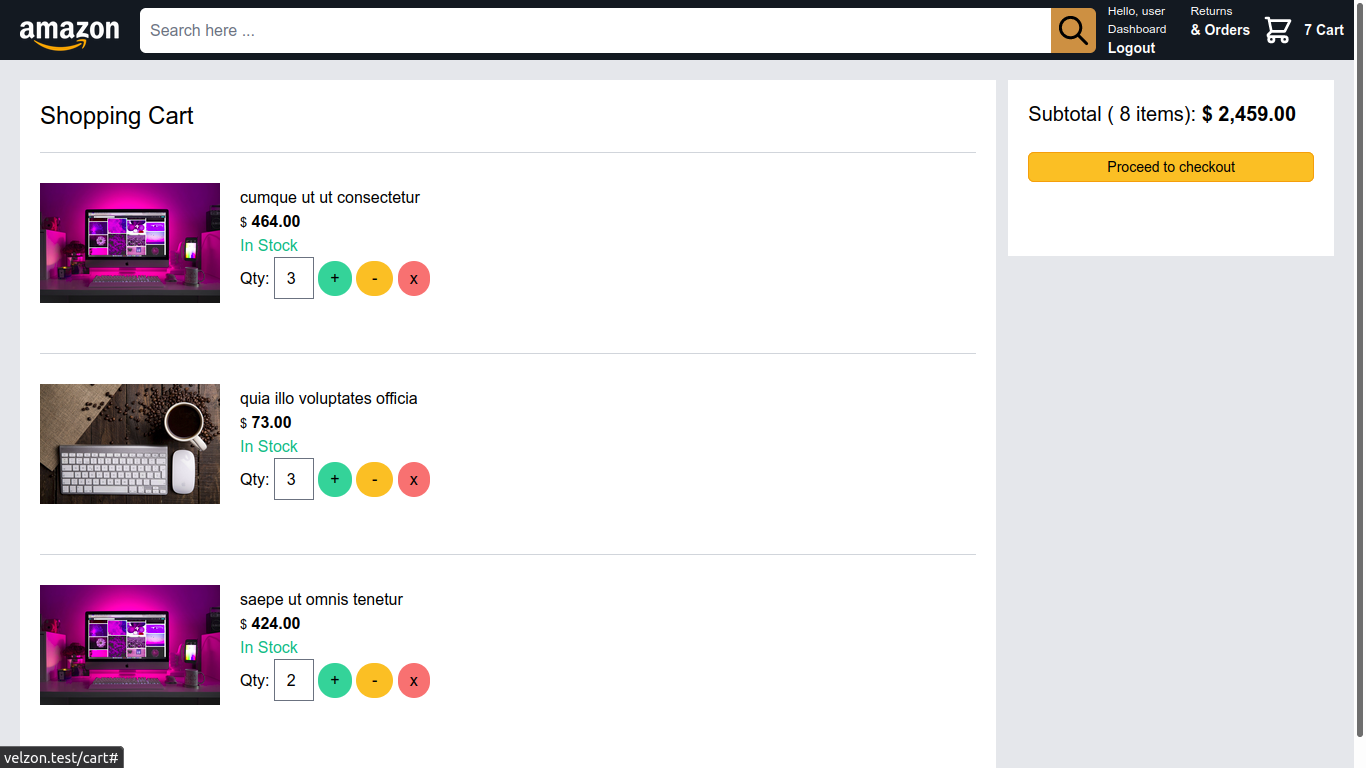 amazon
Search here ...
Hello, user
Dashboard
Logout
Returns
& Orders
7 Cart
Shopping Cart
cumque ut ut consectetur
$ 464.00
In Stock
Qty: 3 + - x
quia illo voluptates officia
$ 73.00
In Stock
Qty: 3 + - x
saepe ut omnis tenetur
$ 424.00
In Stock
Qty: 2 + - x
Subtotal ( 8 items): $ 2,459.00
Proceed to checkout
velzon.test/cart#